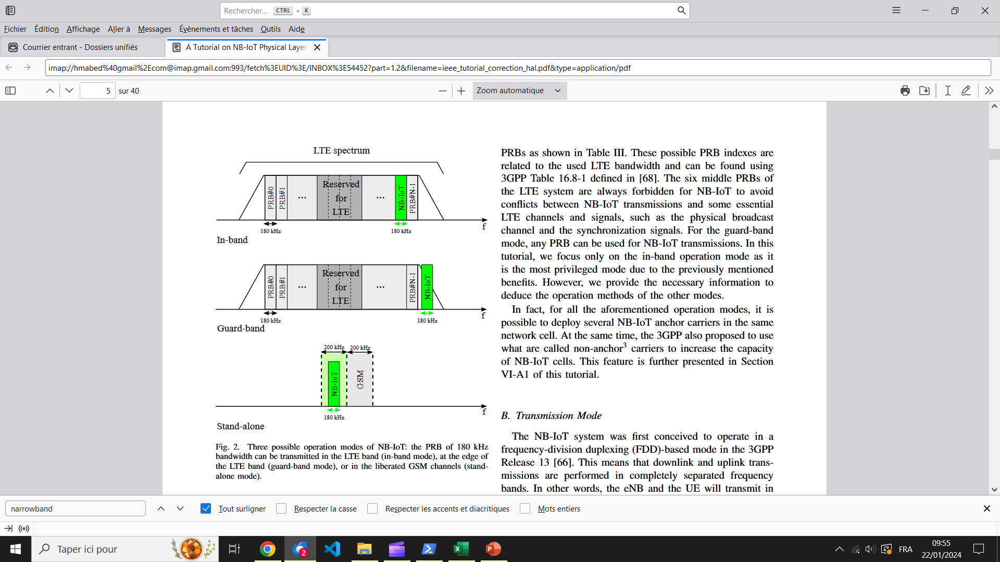 Rechercher... CTRL + K
Fichier Édition Affichage Aller à Messages Évènements et tâches Outils Aide
Courrier entrant - Dossiers unifiés
A Tutorial on NB-IoT Physical Layer
imap://hmabed%40gmail%2Ecom@imap.gmail.com:993/fetch%3EUID%3E/INBOX%3E54452?part=1.2&filename=ieee_tutorial_correction_hal.pdf&type=application/pdf
5 sur 40
Zoom automatique
LTE spectrum
PRB#0
PRB#1
...
Reserved
for
LTE
...
NB-IoT
PRB#N-1
180 kHz
180 kHz
f
In-band
PRB#0
PRB#1
...
Reserved
for
LTE
...
PRB#N-1
NB-IoT
180 kHz
180 kHz
f
Guard-band
200 kHz 200 kHz
NB-IoT
GSM
180 kHz
f
Stand-alone
Fig. 2. Three possible operation modes of NB-IoT: the PRB of 180 kHz
bandwidth can be transmitted in the LTE band (in-band mode), at the edge of
the LTE band (guard-band mode), or in the liberated GSM channels (stand-
alone mode).
PRBs as shown in Table III. These possible PRB indexes are
related to the used LTE bandwidth and can be found using
3GPP Table 16.8-1 defined in [68]. The six middle PRBs of
the LTE system are always forbidden for NB-IoT to avoid
conflicts between NB-IoT transmissions and some essential
LTE channels and signals, such as the physical broadcast
channel and the synchronization signals. For the guard-band
mode, any PRB can be used for NB-IoT transmissions. In this
tutorial, we focus only on the in-band operation mode as it
is the most privileged mode due to the previously mentioned
benefits. However, we provide the necessary information to
deduce the operation methods of the other modes.
In fact, for all the aforementioned operation modes, it is
possible to deploy several NB-IoT anchor carriers in the same
network cell. At the same time, the 3GPP also proposed to use
what are called non-anchor3 carriers to increase the capacity
of NB-IoT cells. This feature is further presented in Section
VI-A1 of this tutorial.
B. Transmission Mode
The NB-IoT system was first conceived to operate in a
frequency-division duplexing (FDD)-based mode in the 3GPP
Release 13 [66]. This means that downlink and uplink trans-
missions are performed in completely separated frequency
bands. In other words, the eNB and the UE will transmit in
narrowband
Tout surligner Respecter la casse Respecter les accents et diacritiques Mots entiers
Taper ici pour
2
FRA
09:55
22/01/2024